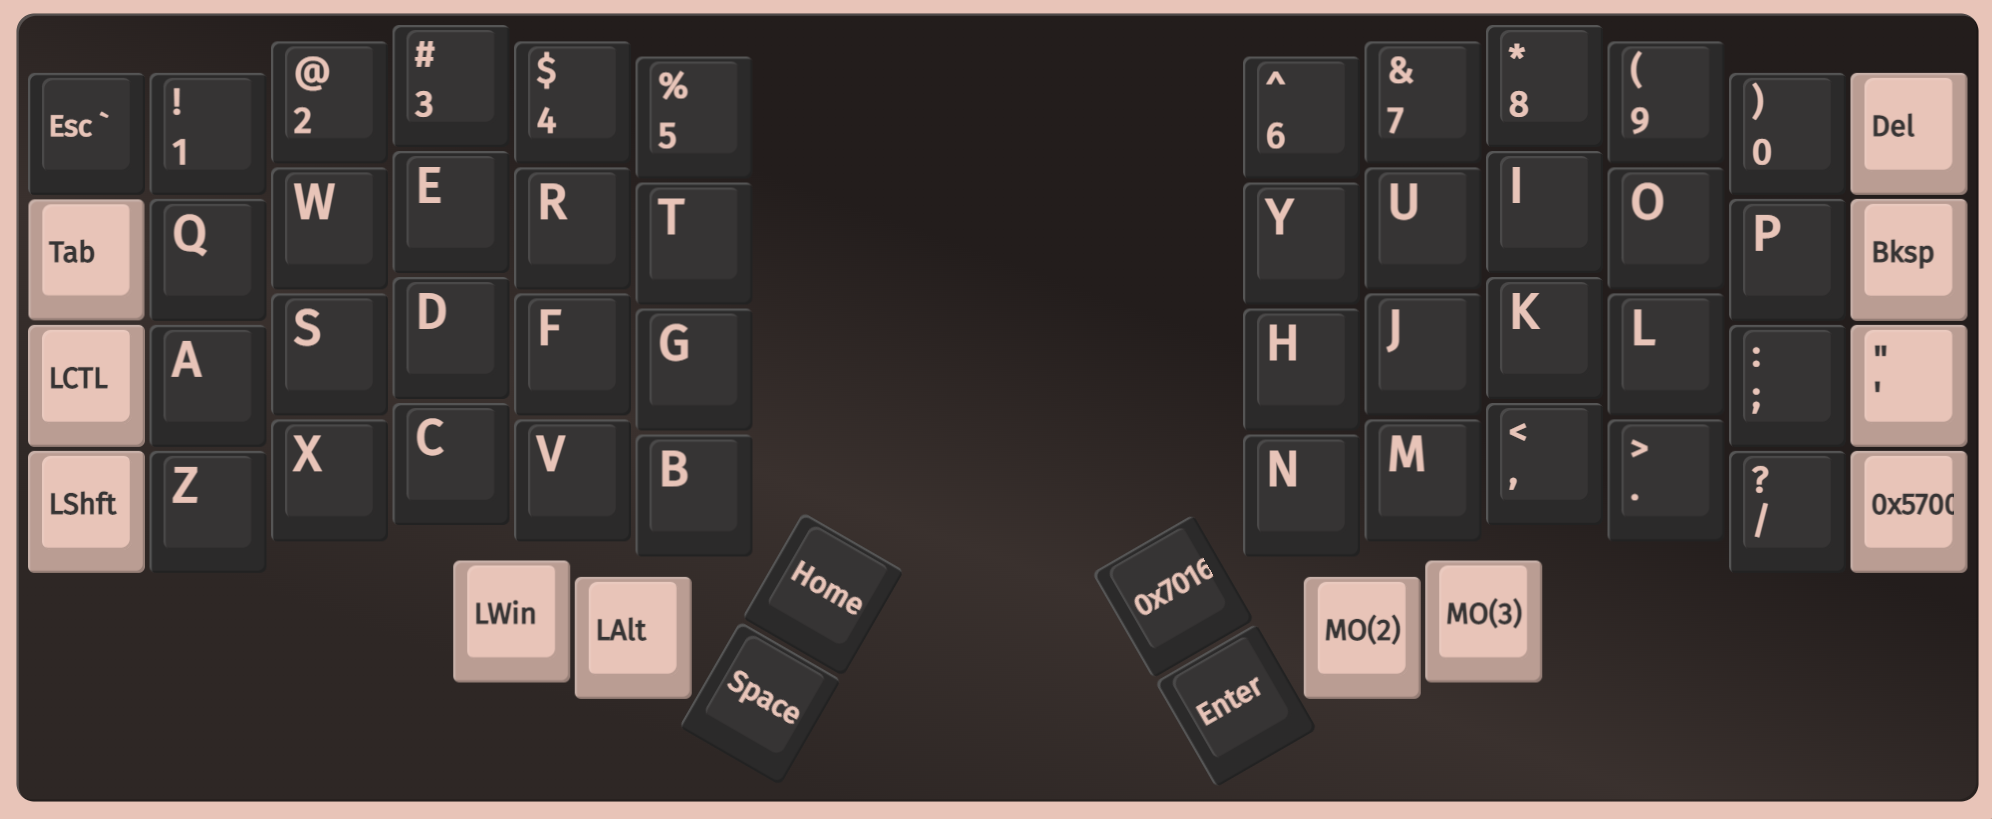 Esc `
!
1
@
2
#
3
$
4
%
5
^
6
&
7
*
8
(
9
)
0
Del
Tab
Q
W
E
R
T
Y
U
I
O
P
Bksp
LCTL
A
S
D
F
G
H
J
K
L
:
;
"
'
LShft
Z
X
C
V
B
N
M
<
,
>
.
?
/
0x5700
LWin
LAlt
Home
Space
0x7016
Enter
MO(2)
MO(3)